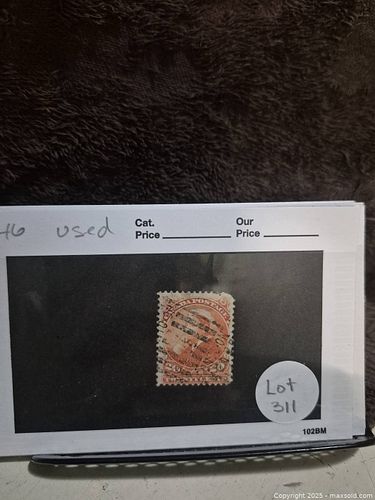 46 used
Cat.
Price
Our
Price
Lot
311
102BM
Copyright 2025 - maxsold.com